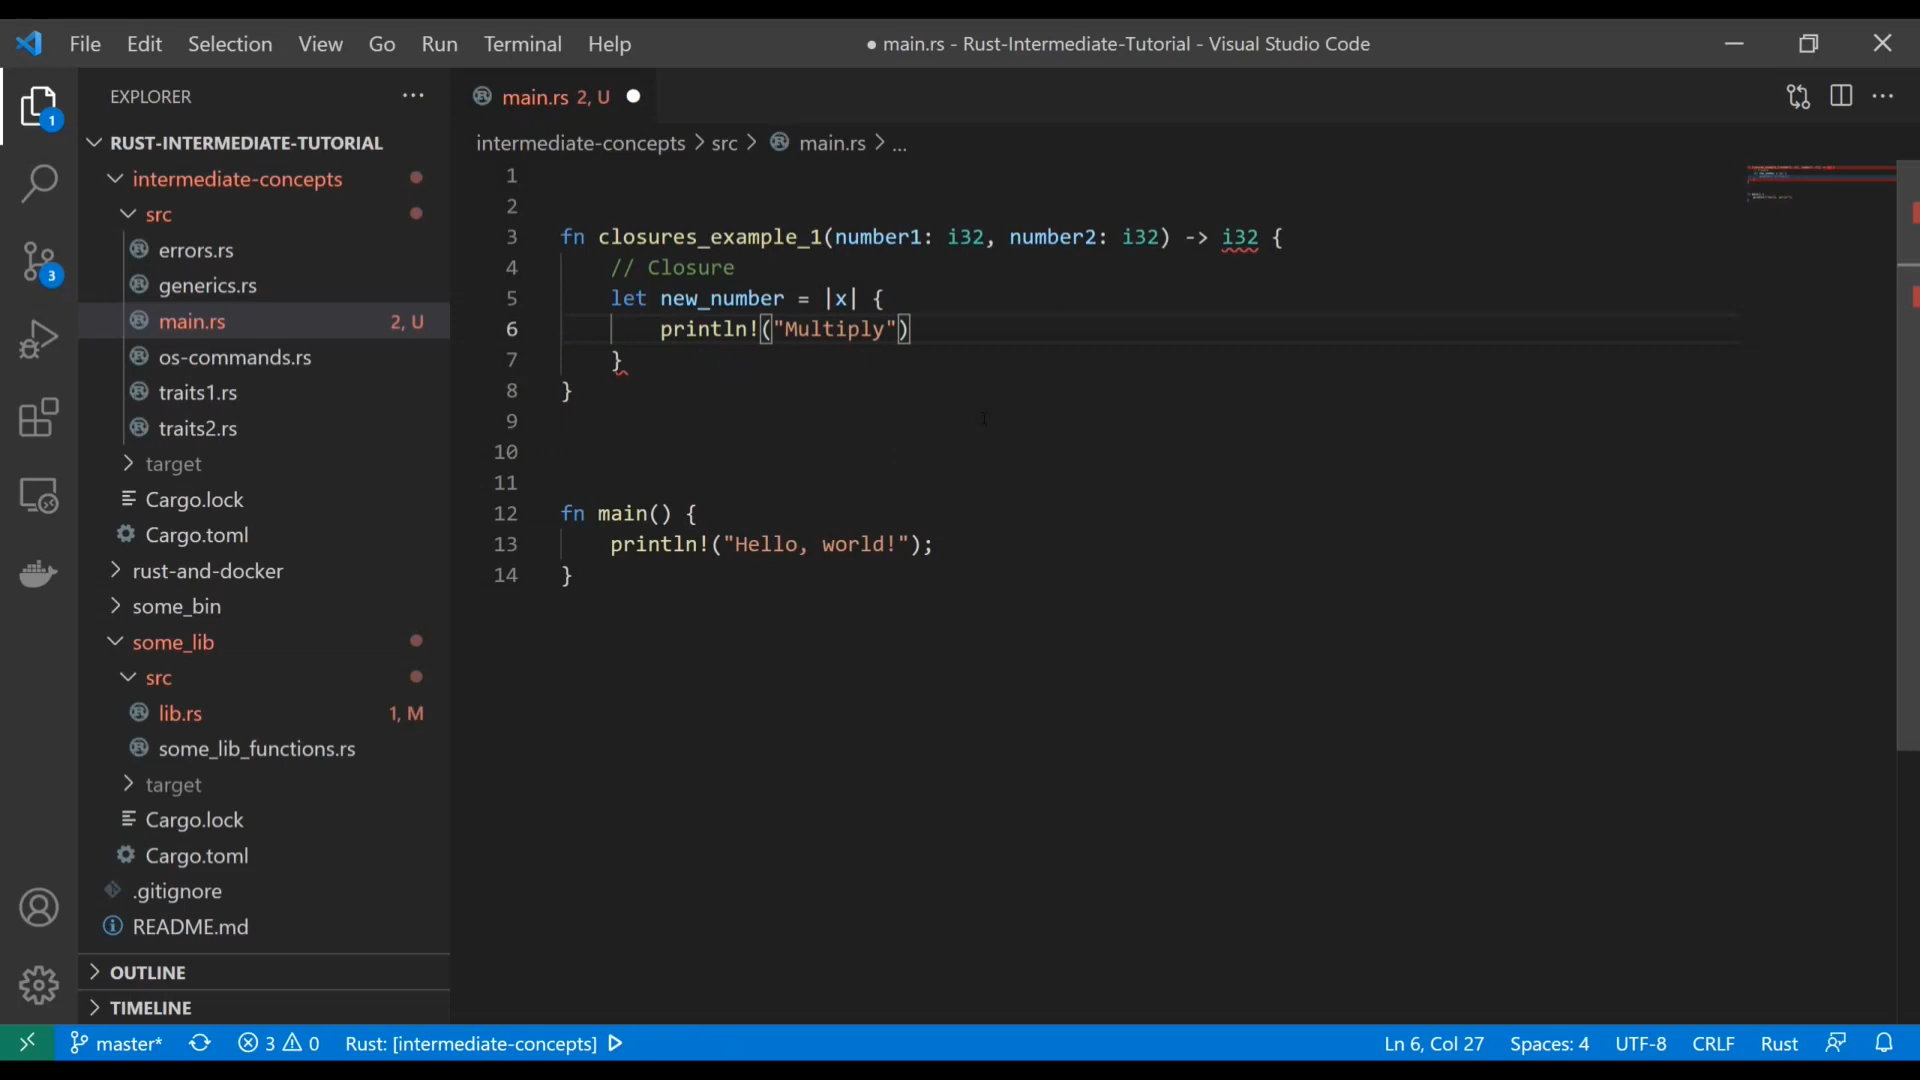 File Edit Selection View Go Run Terminal Help ● main.rs - Rust-Intermediate-Tutorial - Visual Studio Code
EXPLORER ...
main.rs 2, U ●
1
RUST-INTERMEDIATE-TUTORIAL
intermediate-concepts > src > main.rs > ...
intermediate-concepts
src
errors.rs
generics.rs
main.rs 2, U
os-commands.rs
traits1.rs
traits2.rs
target
Cargo.lock
Cargo.toml
rust-and-docker
some_bin
some_lib
src
lib.rs 1, M
some_lib_functions.rs
target
Cargo.lock
Cargo.toml
.gitignore
README.md
OUTLINE
TIMELINE
3
1
2
3 fn closures_example_1(number1: i32, number2: i32) -> i32 {
4 // Closure
5 let new_number = |x| {
6 println!("Multiply")
7 }
8 }
9
10
11
12 fn main() {
13 println!("Hello, world!");
14 }
master* 3 0 Rust: [intermediate-concepts] Ln 6, Col 27 Spaces: 4 UTF-8 CRLF Rust